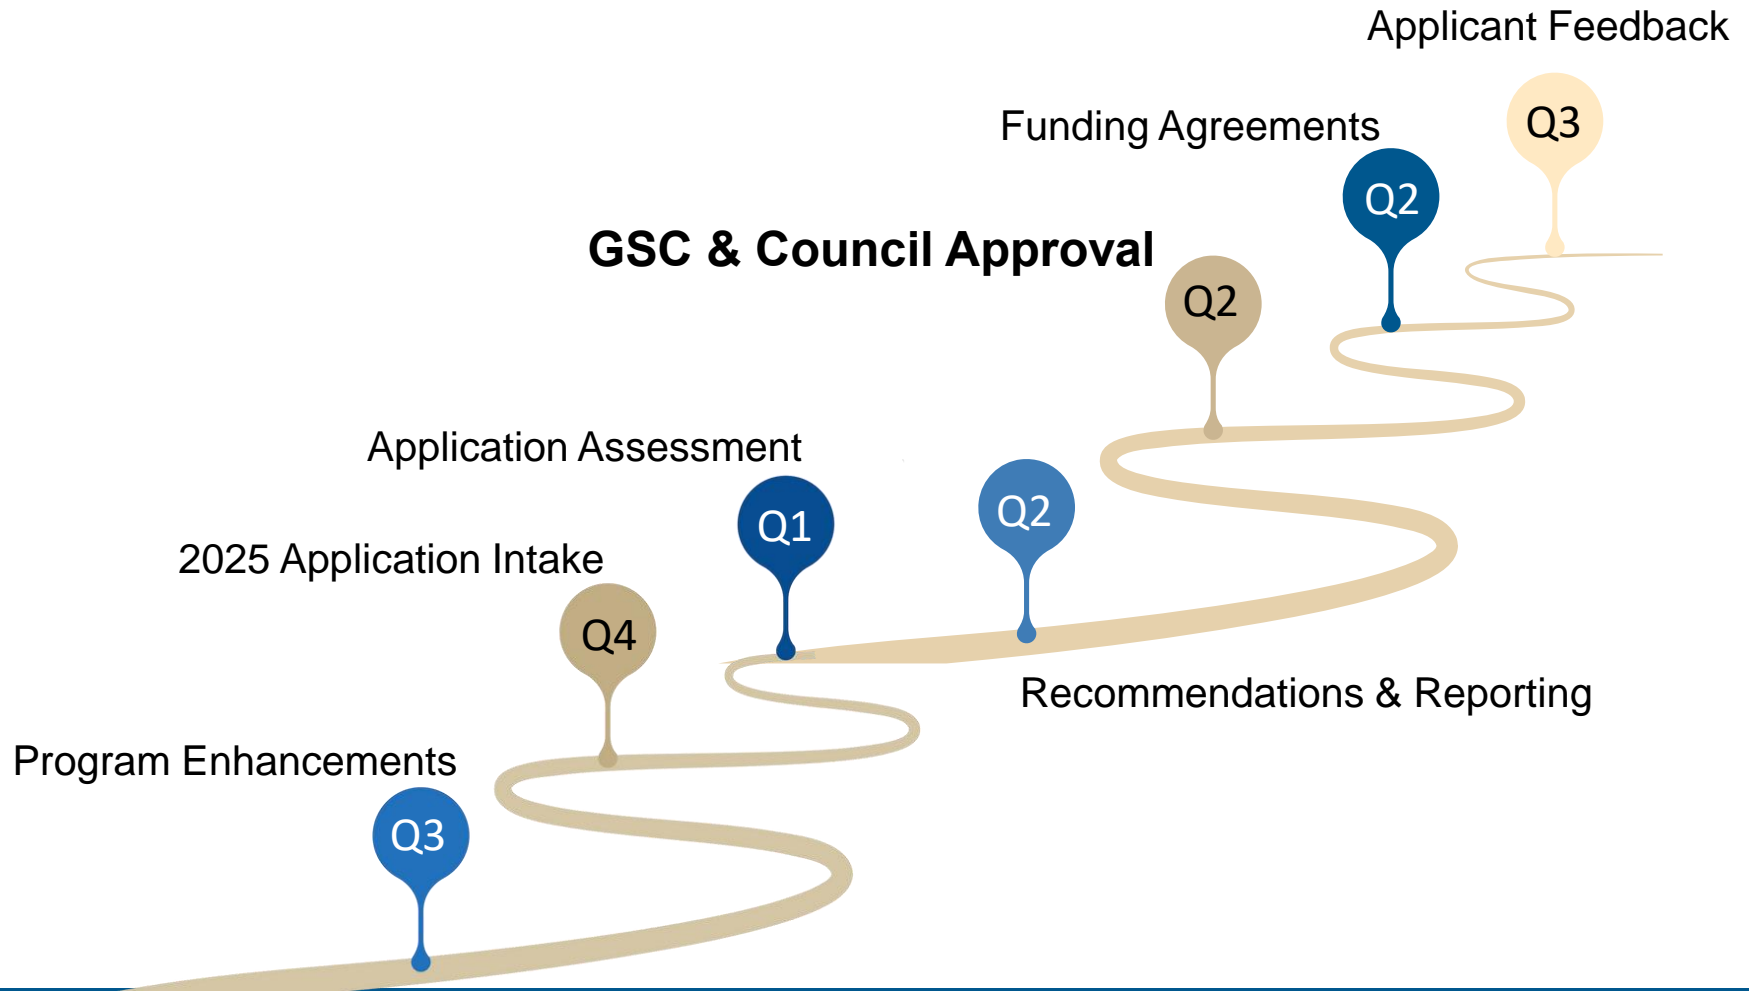 Applicant Feedback
Q3
Funding Agreements
Q2
GSC & Council Approval
Q2
Application Assessment
Q1
Q2
2025 Application Intake
Q4
Recommendations & Reporting
Program Enhancements
Q3